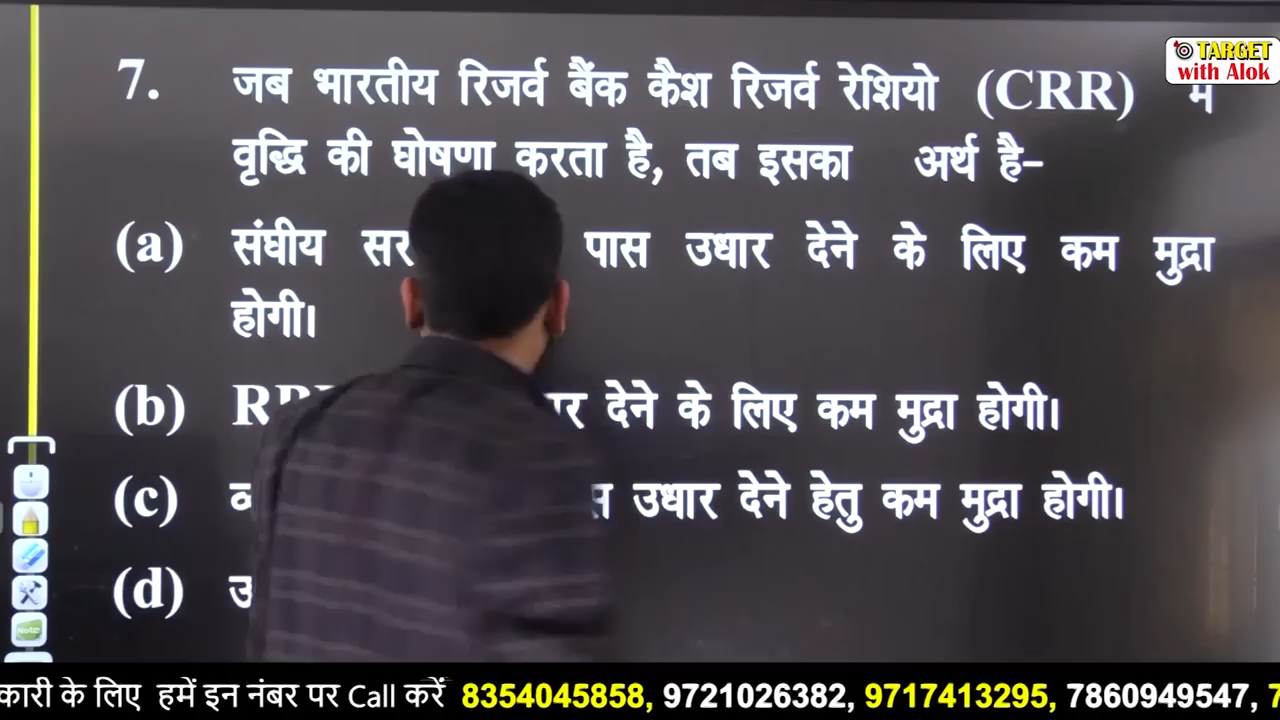 TARGET
with Alok
7. जब भारतीय रिजर्व बैंक कैश रिजर्व रेशियो (CRR) में
वृद्धि की घोषणा करता है, तब इसका अर्थ है-
(a) संघीय पास उधार देने के लिए कम मुद्रा
होगी।
(b) देने के लिए कम मुद्रा होगी।
(c) उधार देने हेतु कम मुद्रा होगी।
(d)
Note
कारी के लिए हमें इन नंबर पर Call करें 8354045858, 9721026382, 9717413295, 7860949547,